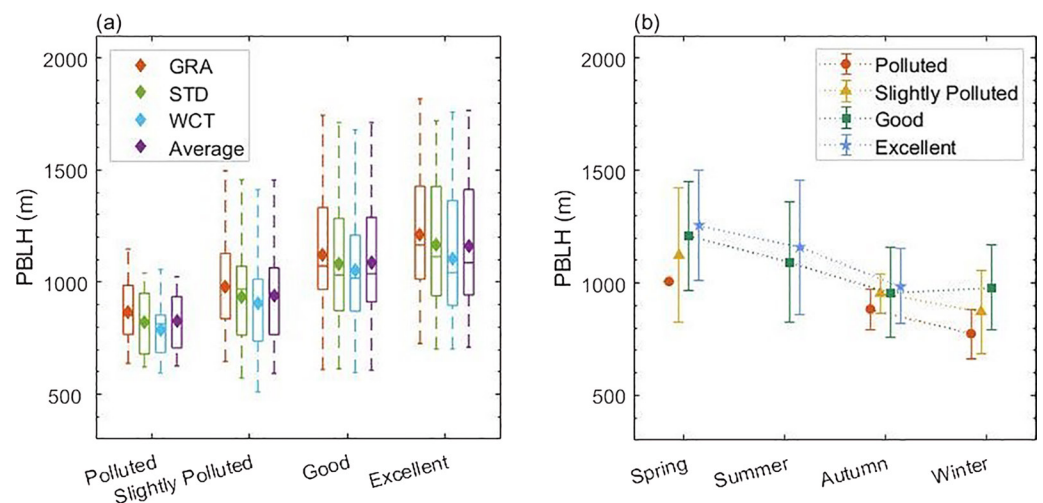 (a)
2000
1500
1000
500
PBLH (m)
GRA
STD
WCT
Average
Polluted
Slightly Polluted
Good
Excellent
(b)
2000
1500
1000
500
PBLH (m)
Polluted
Slightly Polluted
Good
Excellent
Spring
Summer
Autumn
Winter